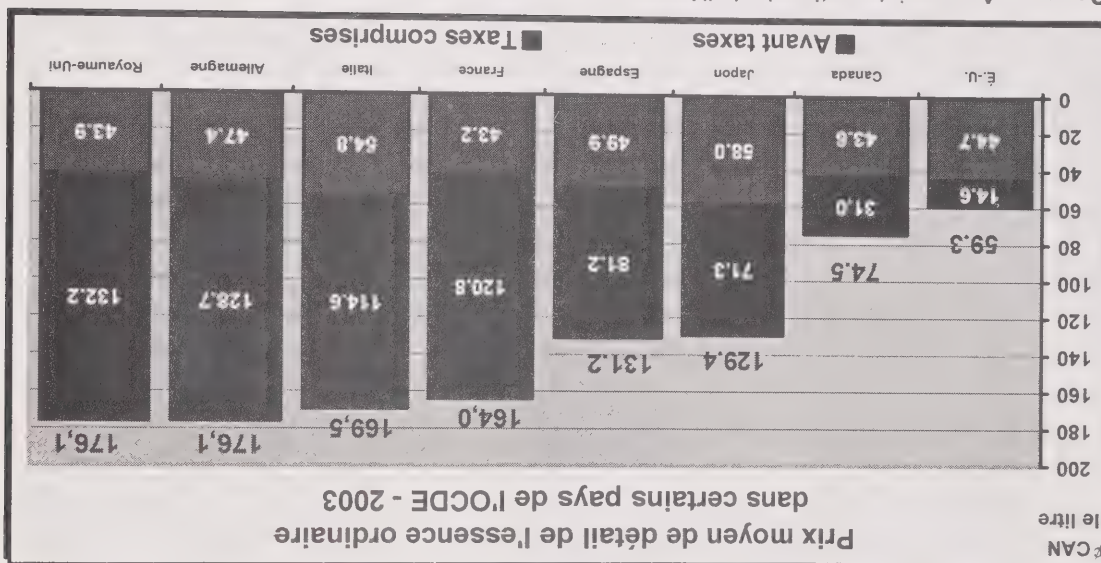 ¢ CAN
le litre
Prix moyen de détail de l'essence ordinaire
dans certains pays de l'OCDE - 2003
200
180
160
140
120
100
80
60
40
20
0
59.3
74.5
129.4
131.2
164,0
169,5
176,1
176,1
14.6
31.0
71.3
81.2
120.8
114.6
128.7
132.2
44.7
43.6
58.0
49.9
43.2
54.8
47.4
43.9
É.-U.
Canada
Japon
Espagne
France
Italie
Allemagne
Royaume-Uni
■ Avant taxes
■ Taxes comprises